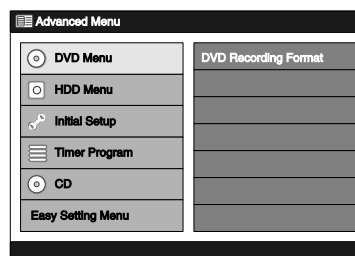 Advanced Menu
DVD Menu
DVD Recording Format
HDD Menu
Initial Setup
Timer Program
CD
Easy Setting Menu